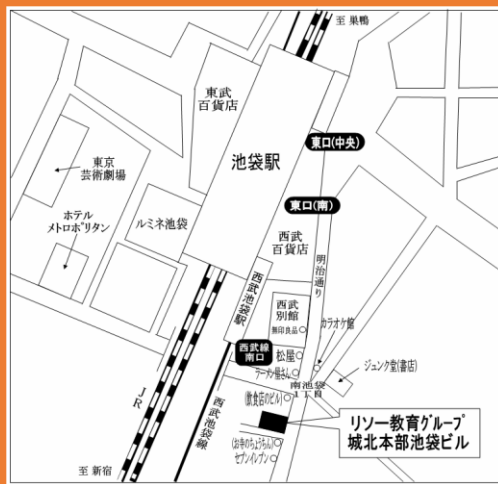 至 巣鴨
東武
百貨店
東口(中央)
池袋駅
東京
芸術劇場
東口(南)
ホテル
メトロポリタン
ルミネ池袋
西武
百貨店
明治通り
西武池袋駅
西武
別館
無印良品
カラオケ館
西武線
南口
松屋
ラーメン屋さん
ジュンク堂(書店)
南池袋
1丁目
JR
西武池袋線
(飲食店のビル)
リソー教育グループ
城北本部池袋ビル
(お寺のちょうちん)
セブンイレブン
至 新宿